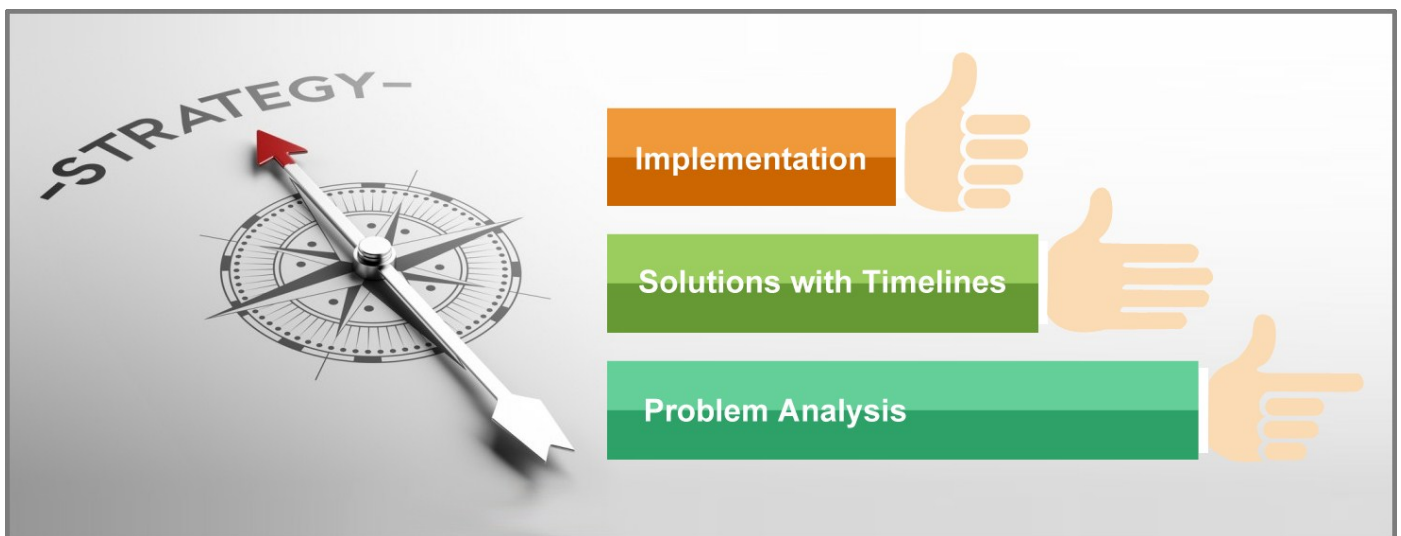 -STRATEGY-
Implementation
Solutions with Timelines
Problem Analysis